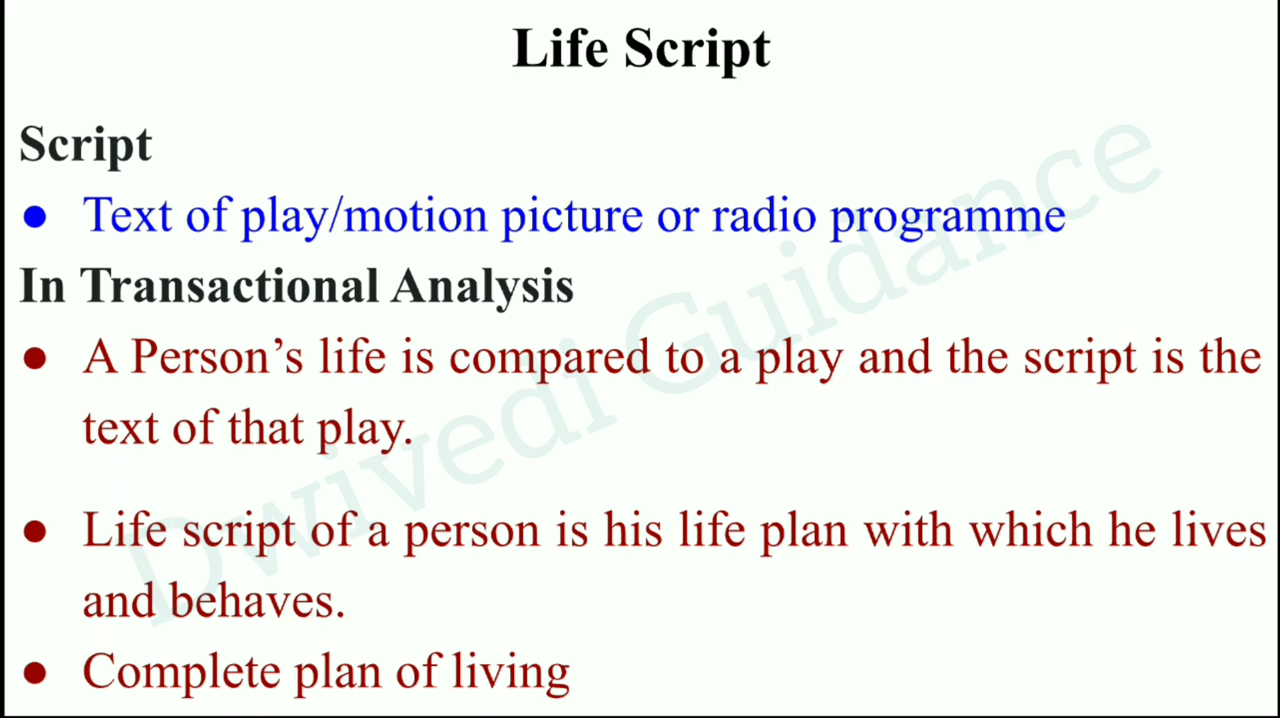 Life Script
Script
● Text of play/motion picture or radio programme
In Transactional Analysis
● A Person’s life is compared to a play and the script is the
text of that play.
● Life script of a person is his life plan with which he lives
and behaves.
● Complete plan of living
Dwivedi Guidance